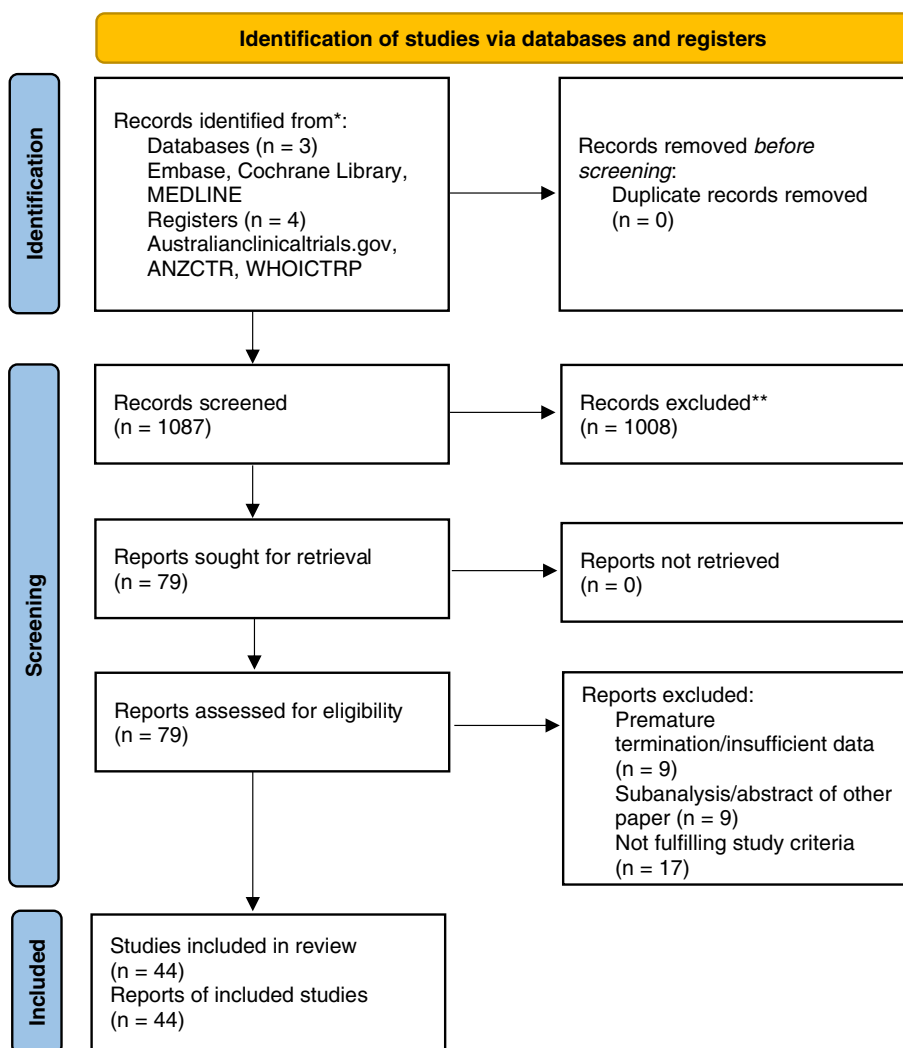 Identification of studies via databases and registers
Identification
Records identified from*:
Databases (n = 3)
Embase, Cochrane Library,
MEDLINE
Registers (n = 4)
Australianclinicaltrials.gov,
ANZCTR, WHOICTRP
Records removed before
screening:
Duplicate records removed
(n = 0)
Screening
Records screened
(n = 1087)
Records excluded**
(n = 1008)
Reports sought for retrieval
(n = 79)
Reports not retrieved
(n = 0)
Reports assessed for eligibility
(n = 79)
Reports excluded:
Premature
termination/insufficient data
(n = 9)
Subanalysis/abstract of other
paper (n = 9)
Not fulfilling study criteria
(n = 17)
Included
Studies included in review
(n = 44)
Reports of included studies
(n = 44)